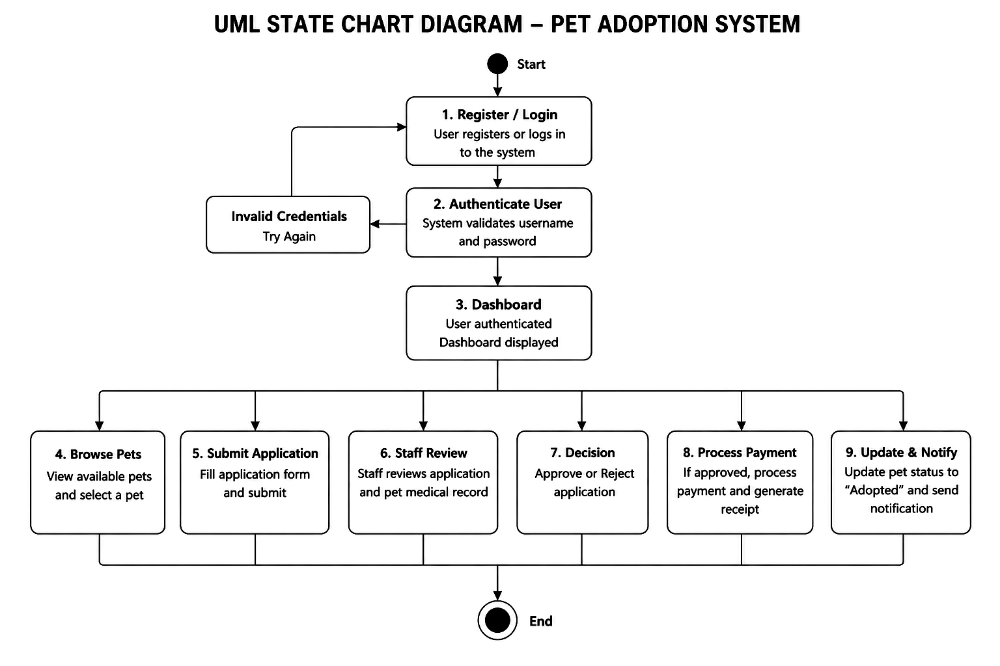 UML STATE CHART DIAGRAM – PET ADOPTION SYSTEM
Start
1. Register / Login
User registers or logs in
to the system
Invalid Credentials
Try Again
2. Authenticate User
System validates username
and password
3. Dashboard
User authenticated
Dashboard displayed
4. Browse Pets
View available pets
and select a pet
5. Submit Application
Fill application form
and submit
6. Staff Review
Staff reviews application
and pet medical record
7. Decision
Approve or Reject
application
8. Process Payment
If approved, process
payment and generate
receipt
9. Update & Notify
Update pet status to
“Adopted” and send
notification
End